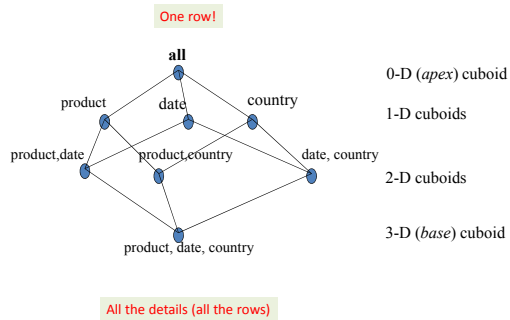 One row!
all
0-D (apex) cuboid
product
date
country
1-D cuboids
product,date
product,country
date, country
2-D cuboids
3-D (base) cuboid
product, date, country
All the details (all the rows)